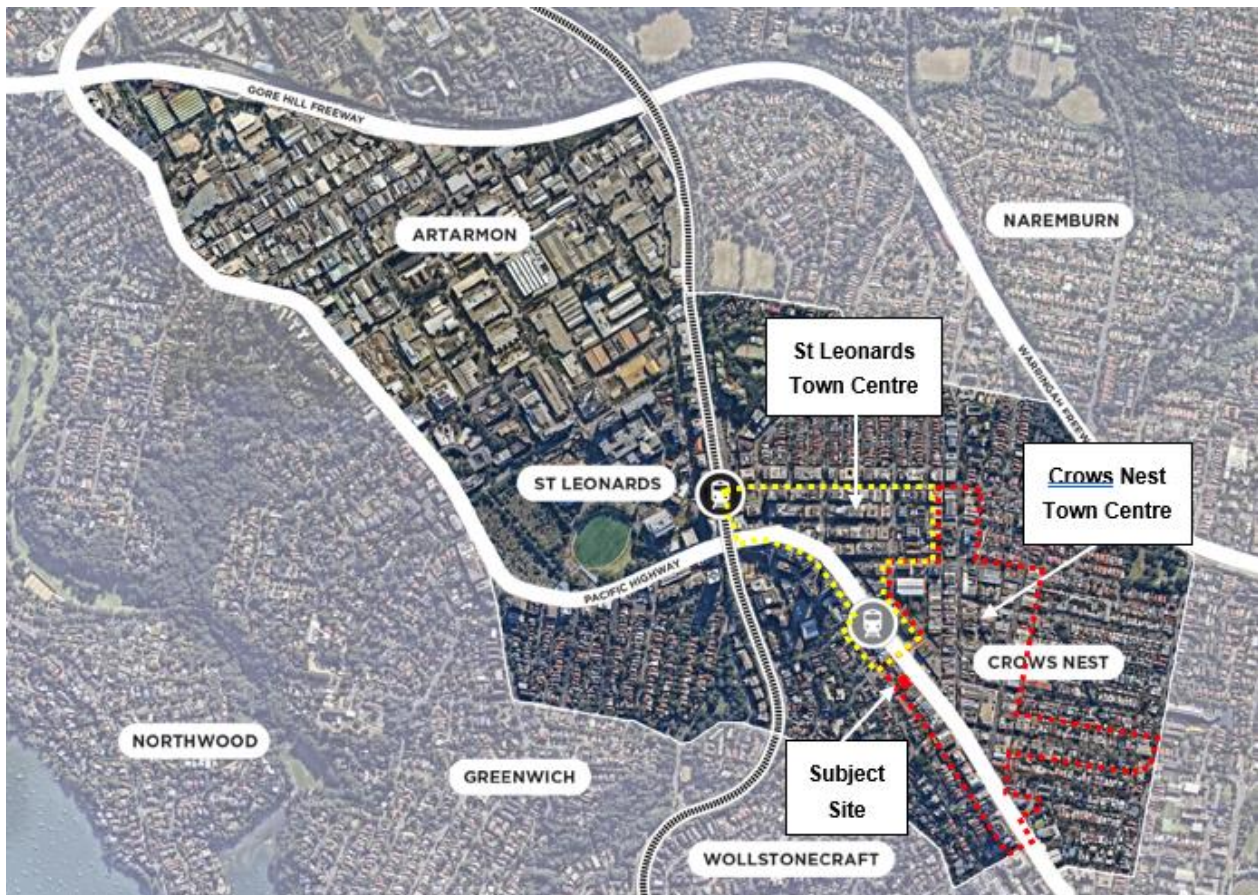 GORE HILL FREEWAY
ARTARMON
NAREMBURN
St Leonards
Town Centre
WARRINGAH FREEWAY
Crows Nest
Town Centre
ST LEONARDS
PACIFIC HIGHWAY
CROWS NEST
NORTHWOOD
GREENWICH
Subject
Site
WOLLSTONECRAFT